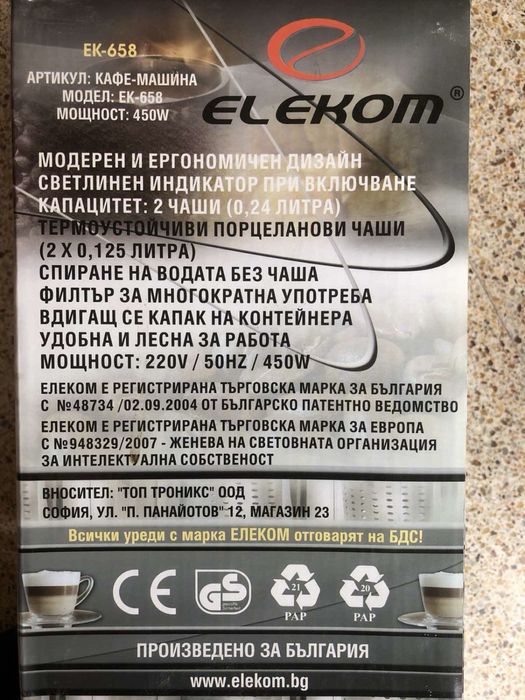 EK-658
АРТИКУЛ: КАФЕ-МАШИНА
МОДЕЛ: EK-658
МОЩНОСТ: 450W
ELEKOM®
МОДЕРЕН И ЕРГОНОМИЧЕН ДИЗАЙН
СВЕТЛИНЕН ИНДИКАТОР ПРИ ВКЛЮЧВАНЕ
КАПАЦИТЕТ: 2 ЧАШИ (0,24 ЛИТРА)
ТЕРМОУСТОЙЧИВИ ПОРЦЕЛАНОВИ ЧАШИ
(2 X 0,125 ЛИТРА)
СПИРАНЕ НА ВОДАТА БЕЗ ЧАША
ФИЛТЪР ЗА МНОГОКРАТНА УПОТРЕБА
ВДИГАЩ СЕ КАПАК НА КОНТЕЙНЕРА
УДОБНА И ЛЕСНА ЗА РАБОТА
МОЩНОСТ: 220V / 50HZ / 450W
ЕЛЕКОМ Е РЕГИСТРИРАНА ТЪРГОВСКА МАРКА ЗА БЪЛГАРИЯ
С №48734 /02.09.2004 ОТ БЪЛГАРСКО ПАТЕНТНО ВЕДОМСТВО
ЕЛЕКОМ Е РЕГИСТРИРАНА ТЪРГОВСКА МАРКА ЗА ЕВРОПА
С №948329/2007 - ЖЕНЕВА НА СВЕТОВНАТА ОРГАНИЗАЦИЯ
ЗА ИНТЕЛЕКТУАЛНА СОБСТВЕНОСТ
ВНОСИТЕЛ: "ТОП ТРОНИКС" ООД
СОФИЯ, УЛ. "П. ПАНАЙОТОВ" 12, МАГАЗИН 23
Всички уреди с марка ЕЛЕКОМ отговарят на БДС!
CE GS 21 20
PAP PAP
ПРОИЗВЕДЕНО ЗА БЪЛГАРИЯ
www.elekom.bg